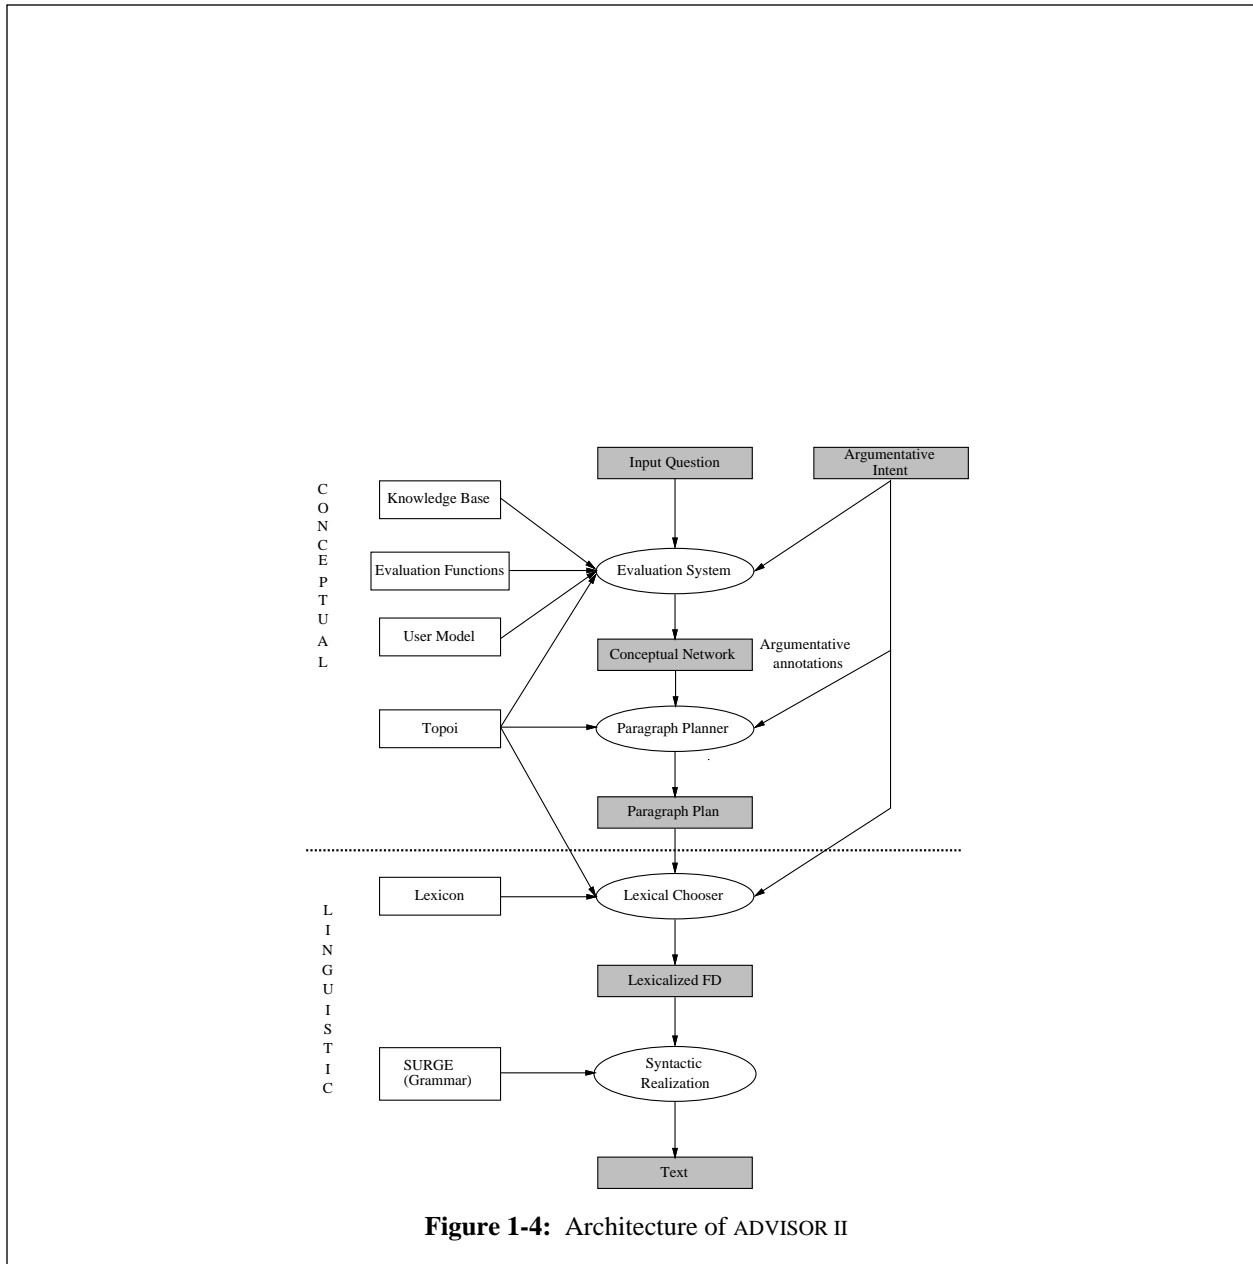 Input Question
Argumentative
Intent
CONCEPTUAL
Knowledge Base
Evaluation Functions
Evaluation System
User Model
Conceptual Network
Argumentative
annotations
Topoi
Paragraph Planner
Paragraph Plan
LINGUISTIC
Lexicon
Lexical Chooser
Lexicalized FD
SURGE
(Grammar)
Syntactic
Realization
Text
Figure 1-4: Architecture of ADVISOR II